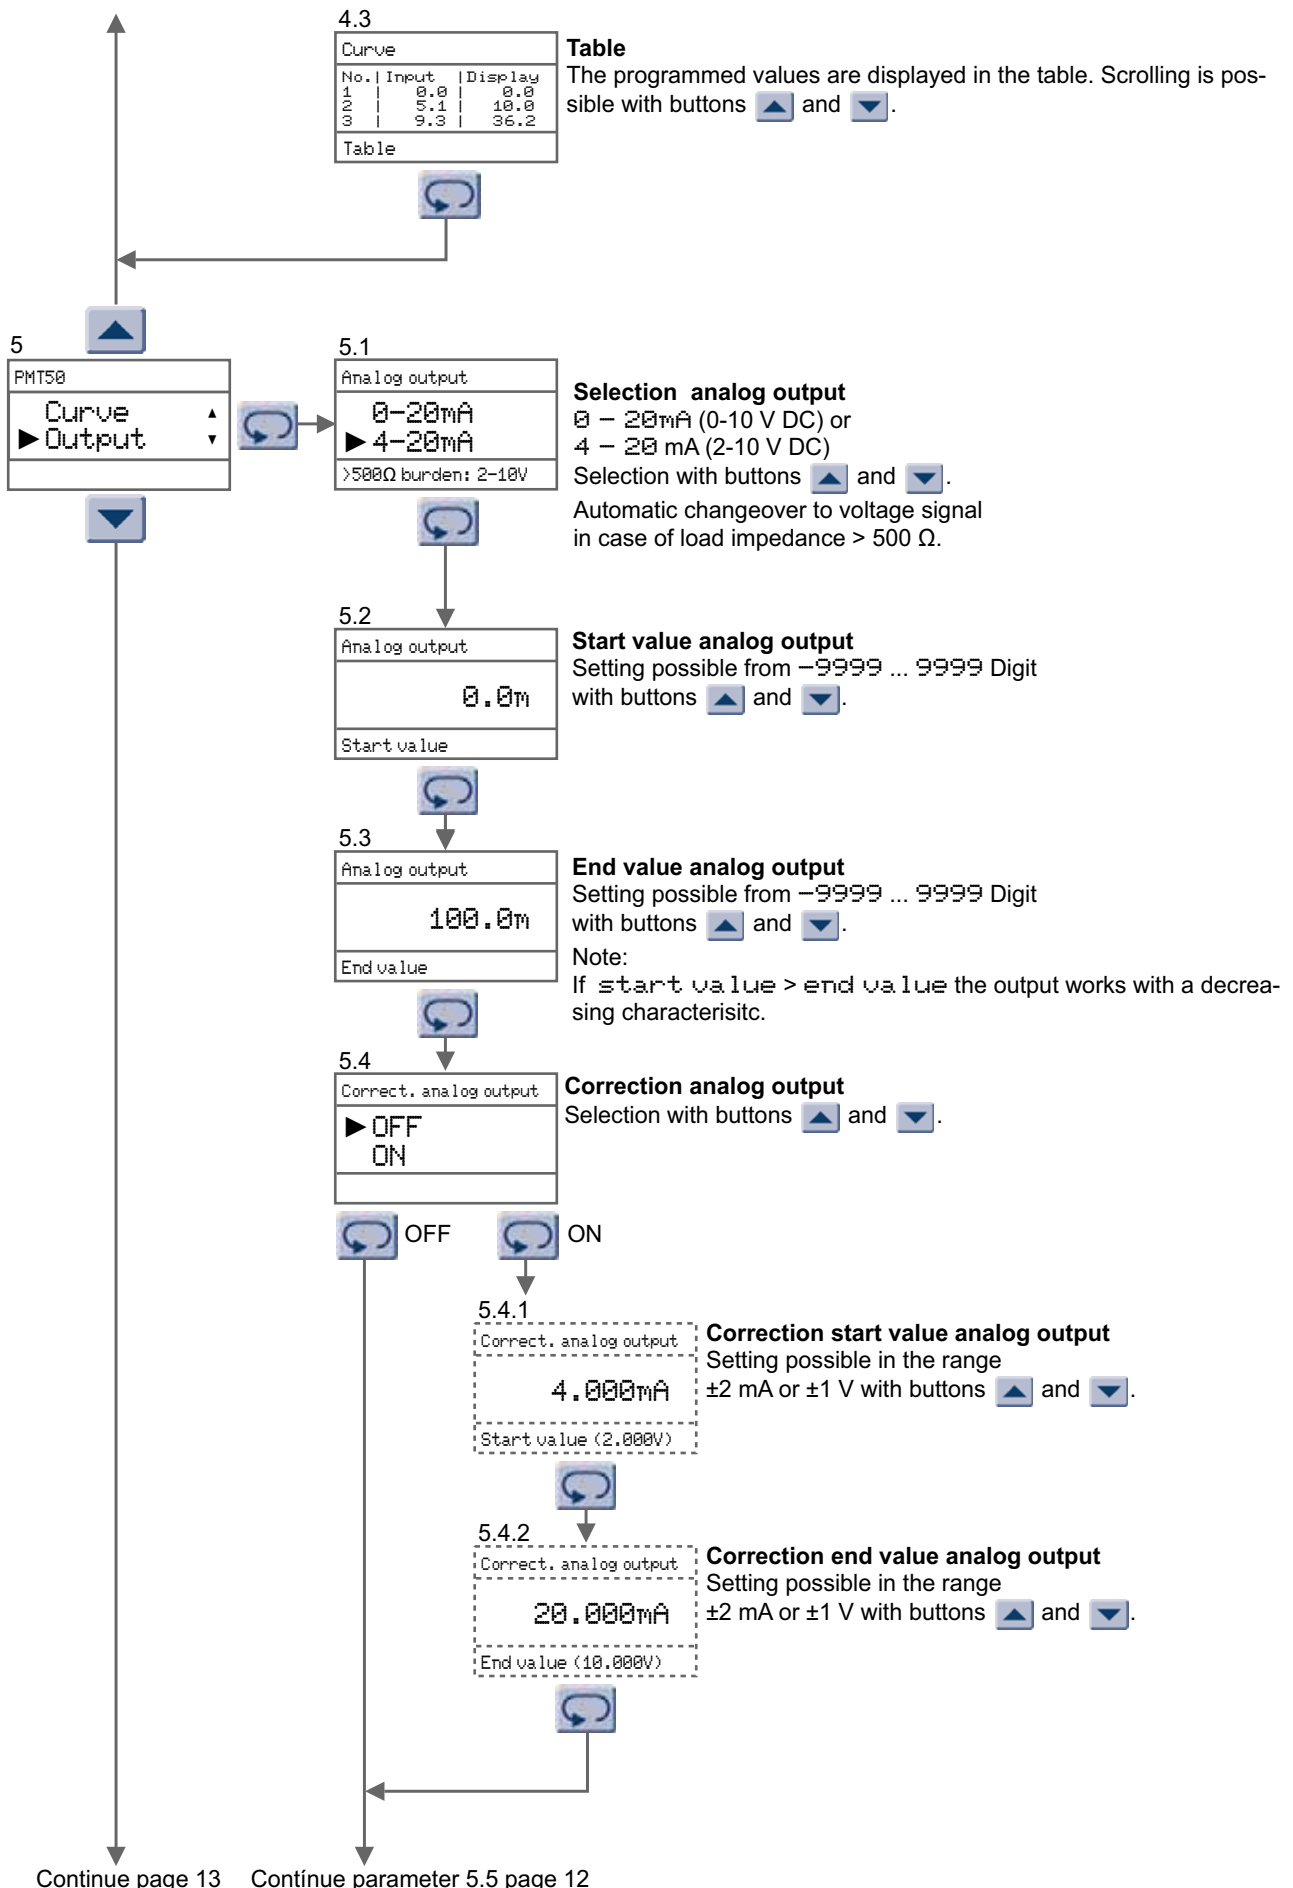 4.3
Curve
No.|Input |Display
1 | 0.0 | 0.0
2 | 5.1 | 10.0
3 | 9.3 | 36.2
Table
Table
The programmed values are displayed in the table. Scrolling is pos-
sible with buttons and .
5
PMT50
Curve
Output
5.1
Analog output
0-20mA
4-20mA
>500Ω burden: 2-10V
Selection analog output
0 – 20mA (0-10 V DC) or
4 – 20 mA (2-10 V DC)
Selection with buttons and .
Automatic changeover to voltage signal
in case of load impedance > 500 Ω.
5.2
Analog output
0.0m
Start value
Start value analog output
Setting possible from -9999 ... 9999 Digit
with buttons and .
5.3
Analog output
100.0m
End value
End value analog output
Setting possible from -9999 ... 9999 Digit
with buttons and .
Note:
If start value > end value the output works with a decrea-
sing characterisitc.
5.4
Correct. analog output
OFF
ON
Correction analog output
Selection with buttons and .
OFF
ON
5.4.1
Correct. analog output
4.000mA
Start value (2.000V)
Correction start value analog output
Setting possible in the range
±2 mA or ±1 V with buttons and .
5.4.2
Correct. analog output
20.000mA
End value (10.000V)
Correction end value analog output
Setting possible in the range
±2 mA or ±1 V with buttons and .
Continue page 13
Contínue parameter 5.5 page 12